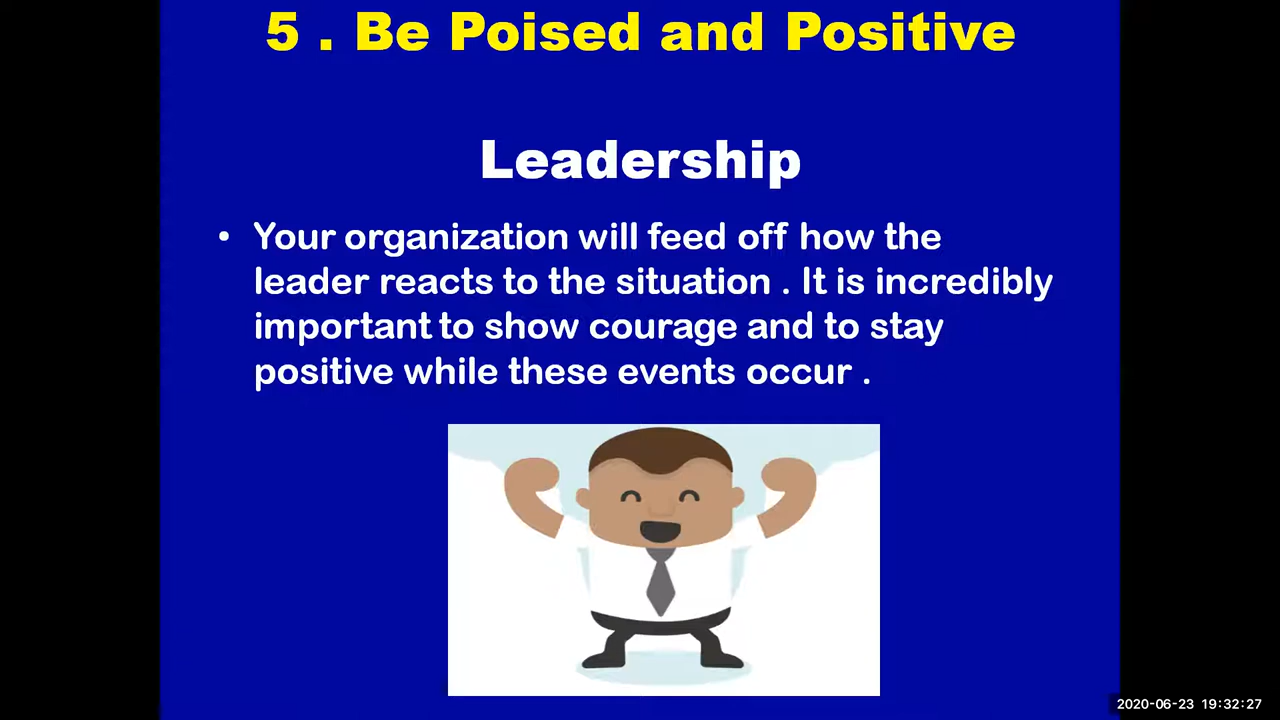 5 . Be Poised and Positive
Leadership
• Your organization will feed off how the
leader reacts to the situation . It is incredibly
important to show courage and to stay
positive while these events occur .
2020-06-23 19:32:27